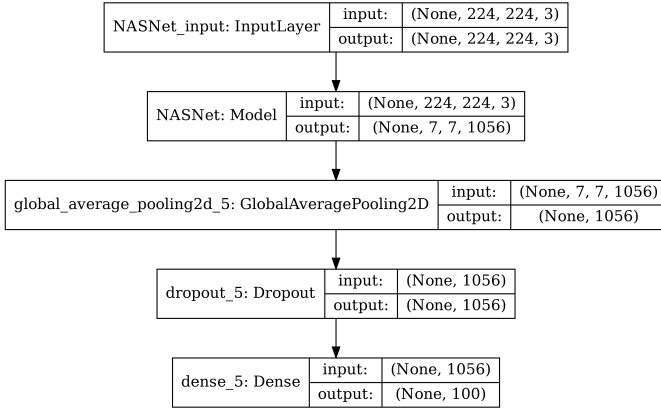 NASNet_input: InputLayer
input: (None, 224, 224, 3)
output: (None, 224, 224, 3)
NASNet: Model
input: (None, 224, 224, 3)
output: (None, 7, 7, 1056)
global_average_pooling2d_5: GlobalAveragePooling2D
input: (None, 7, 7, 1056)
output: (None, 1056)
dropout_5: Dropout
input: (None, 1056)
output: (None, 1056)
dense_5: Dense
input: (None, 1056)
output: (None, 100)